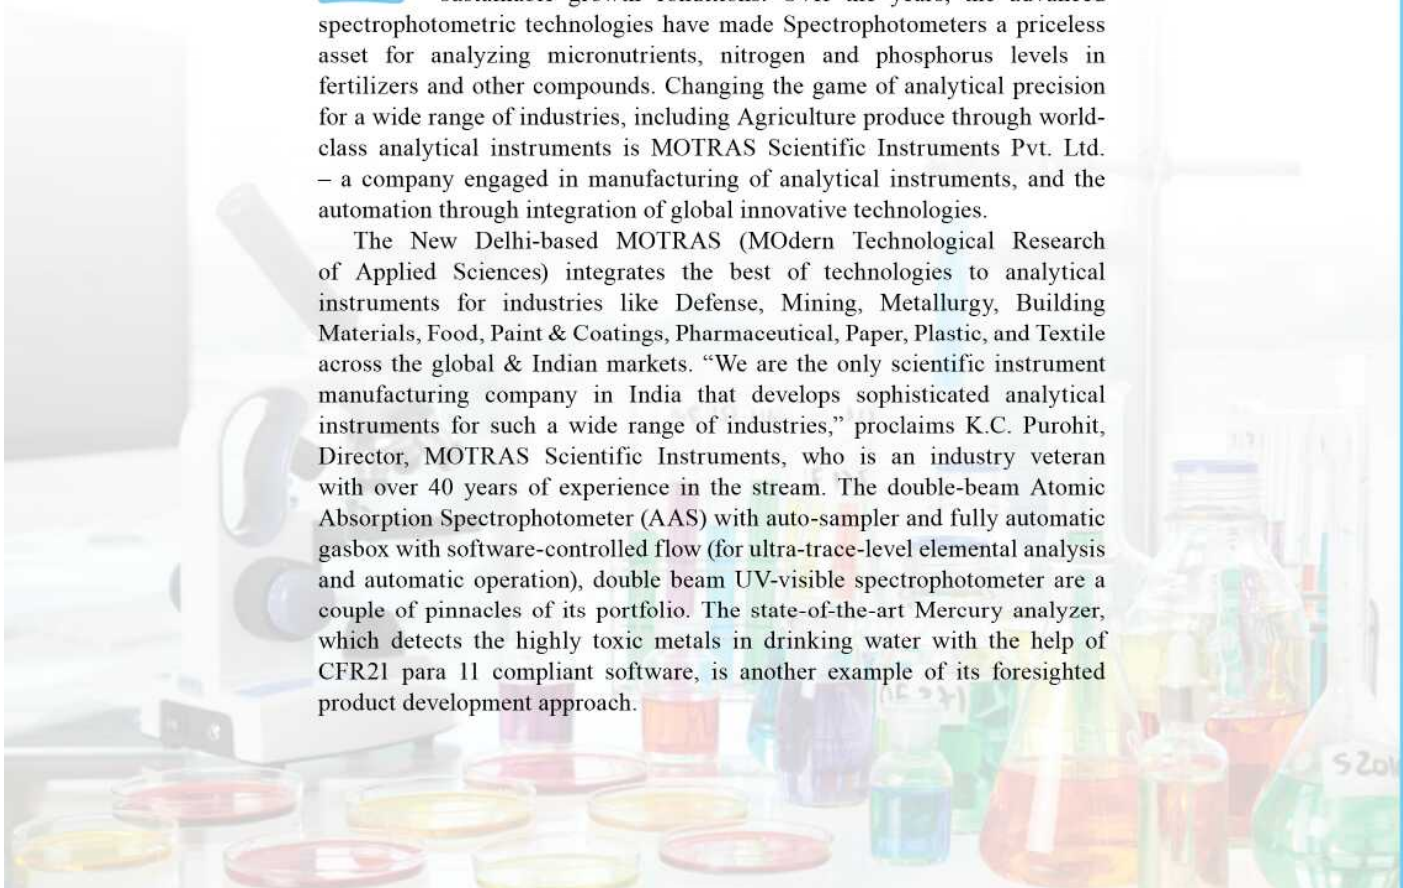 spectrophotometric technologies have made Spectrophotometers a priceless
asset for analyzing micronutrients, nitrogen and phosphorus levels in
fertilizers and other compounds. Changing the game of analytical precision
for a wide range of industries, including Agriculture produce through world-
class analytical instruments is MOTRAS Scientific Instruments Pvt. Ltd.
– a company engaged in manufacturing of analytical instruments, and the
automation through integration of global innovative technologies.
The New Delhi-based MOTRAS (MOdern Technological Research
of Applied Sciences) integrates the best of technologies to analytical
instruments for industries like Defense, Mining, Metallurgy, Building
Materials, Food, Paint & Coatings, Pharmaceutical, Paper, Plastic, and Textile
across the global & Indian markets. “We are the only scientific instrument
manufacturing company in India that develops sophisticated analytical
instruments for such a wide range of industries,” proclaims K.C. Purohit,
Director, MOTRAS Scientific Instruments, who is an industry veteran
with over 40 years of experience in the stream. The double-beam Atomic
Absorption Spectrophotometer (AAS) with auto-sampler and fully automatic
gasbox with software-controlled flow (for ultra-trace-level elemental analysis
and automatic operation), double beam UV-visible spectrophotometer are a
couple of pinnacles of its portfolio. The state-of-the-art Mercury analyzer,
which detects the highly toxic metals in drinking water with the help of
CFR21 para 11 compliant software, is another example of its foresighted
product development approach.